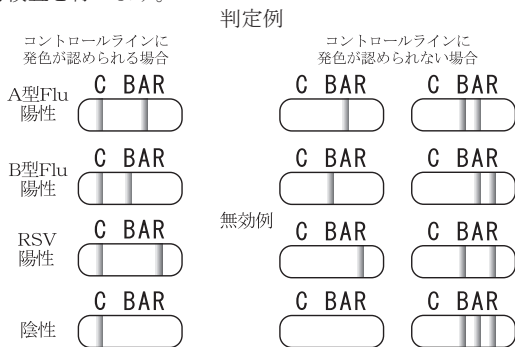 判定例
コントロールラインに
発色が認められる場合
コントロールラインに
発色が認められない場合
A型Flu
陽性
C BAR
C BAR
C BAR
B型Flu
陽性
C BAR
C BAR
C BAR
無効例
RSV
陽性
C BAR
C BAR
C BAR
陰性
C BAR
C BAR
C BAR